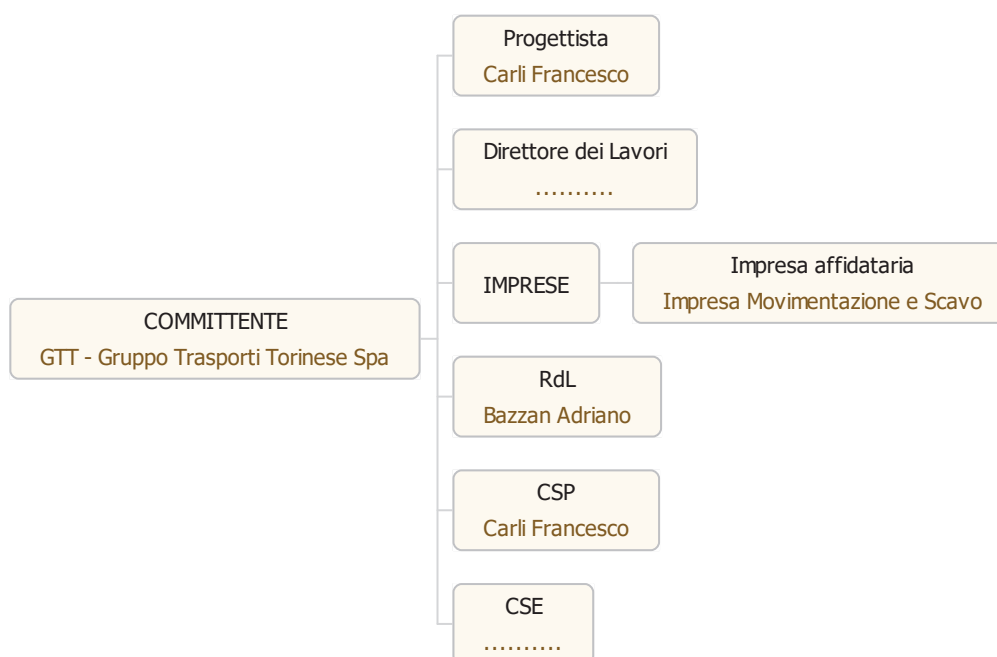 Progettista
Carli Francesco
Direttore dei Lavori
..........
IMPRESE
Impresa affidataria
Impresa Movimentazione e Scavo
COMMITTENTE
GTT - Gruppo Trasporti Torinese Spa
RdL
Bazzan Adriano
CSP
Carli Francesco
CSE
..........